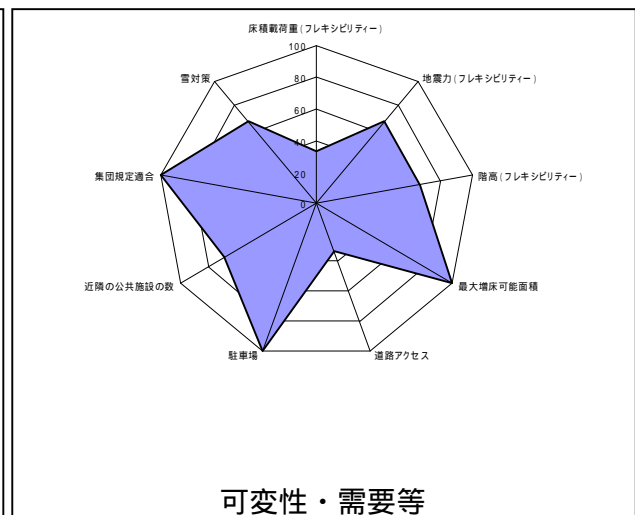 床積載荷重(フレキシビリティー)
100
雪対策
地震力(フレキシビリティー)
80
60
40
集団規定適合
階高(フレキシビリティー)
20
0
近隣の公共施設の数
最大増床可能面積
駐車場
道路アクセス
可変性・需要等